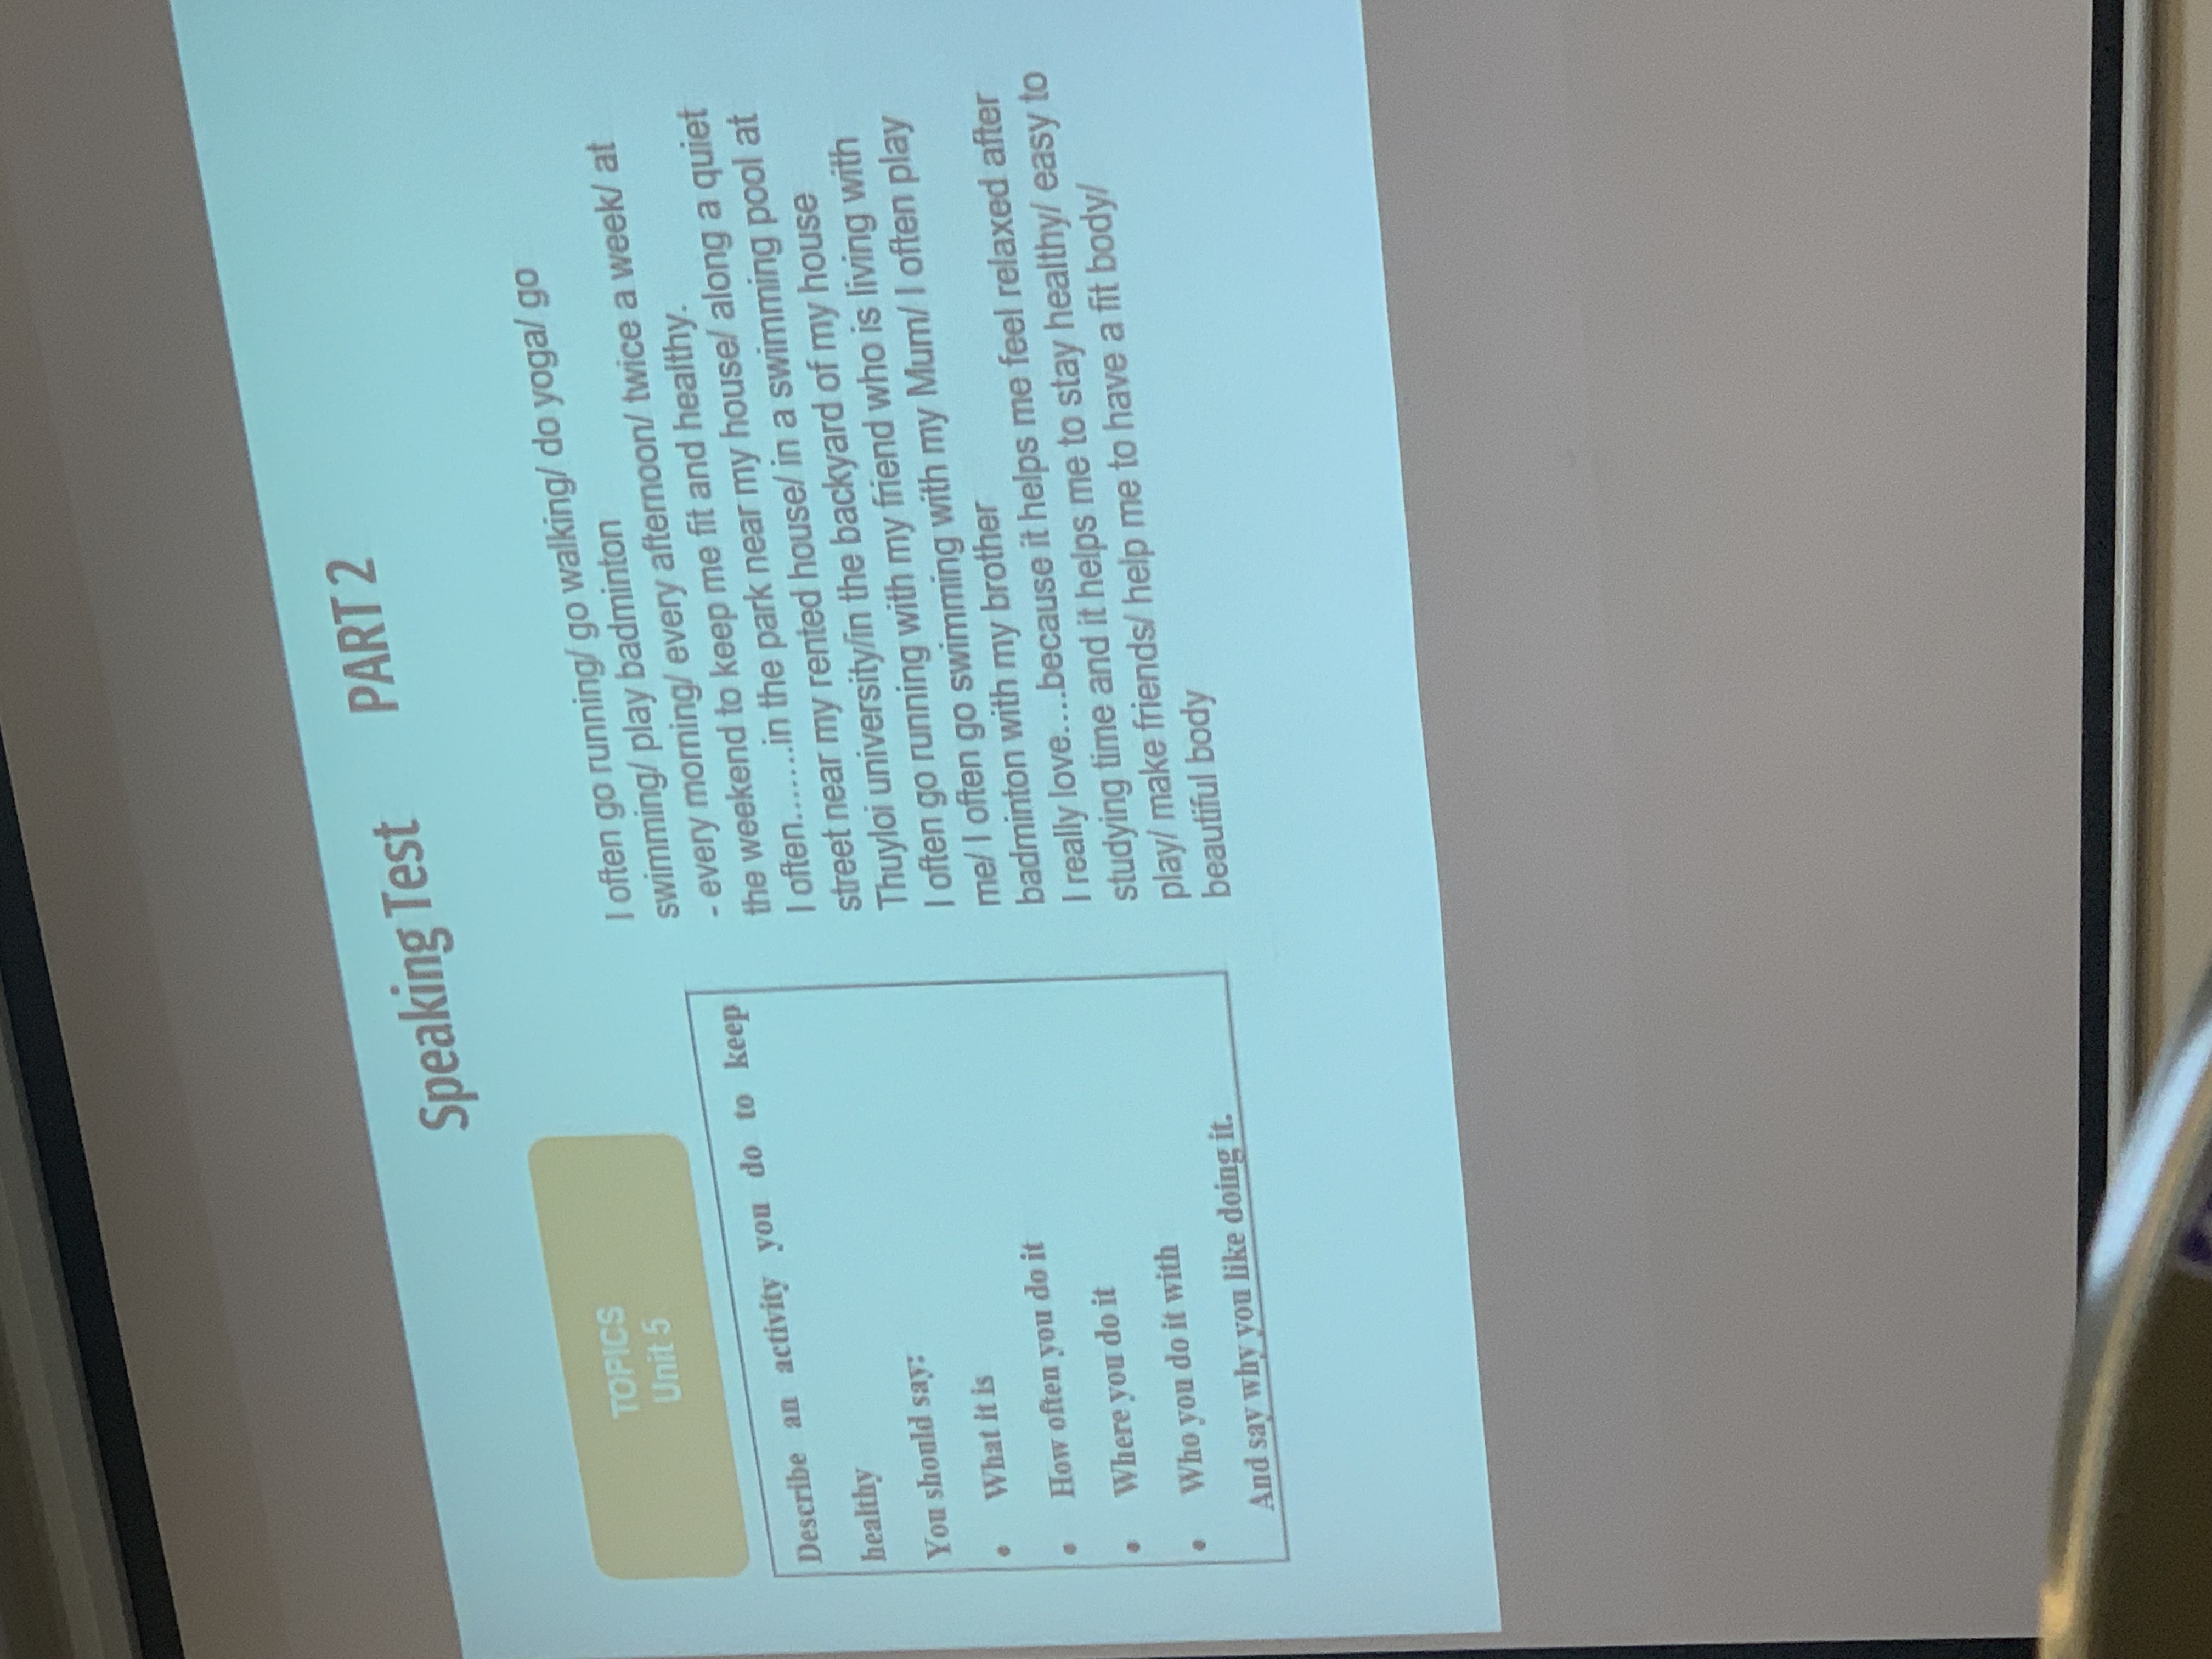 Speaking Test PART 2
TOPICS
Unit 5
Describe an activity you do to keep
healthy
You should say:
• What it is
• How often you do it
• Where you do it
• Who you do it with
And say why you like doing it.
I often go running/ go walking/ do yoga/ go
swimming/ play badminton
- every morning/ every afternoon/ twice a week/ at
the weekend to keep me fit and healthy.
I often.......in the park near my house/ along a quiet
street near my rented house/ in a swimming pool at
Thuyloi university/in the backyard of my house
I often go running with my friend who is living with
me/ I often go swimming with my Mum/ I often play
badminton with my brother
I really love....because it helps me feel relaxed after
studying time and it helps me to stay healthy/ easy to
play/ make friends/ help me to have a fit body/
beautiful body